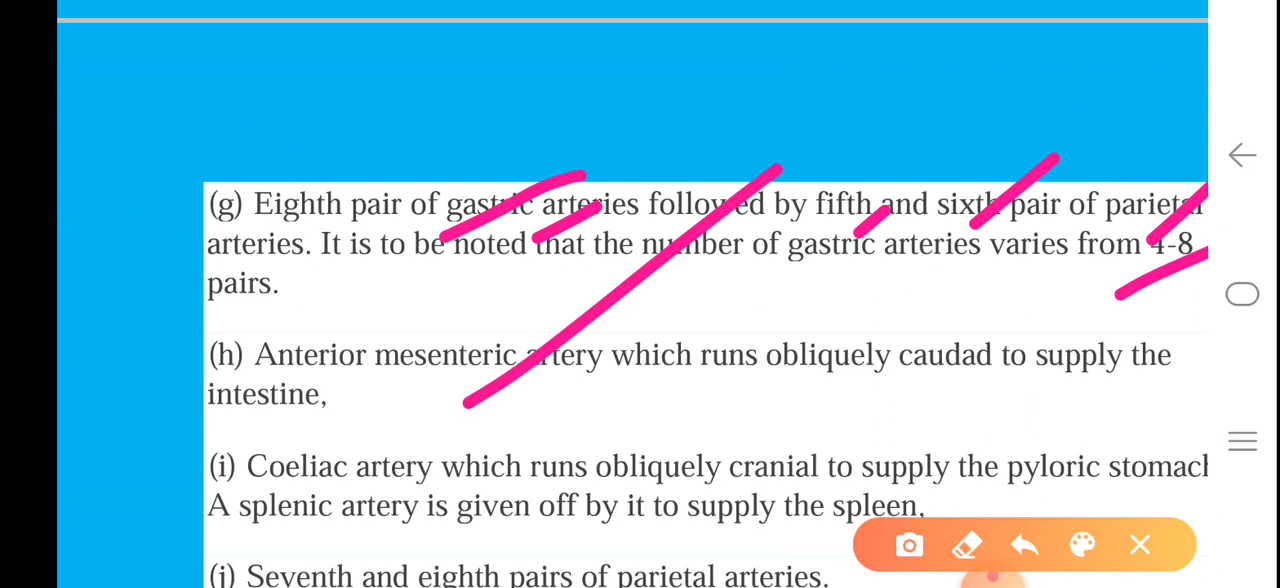 (g) Eighth pair of gastric arteries followed by fifth and sixth pair of parietal
arteries. It is to be noted that the number of gastric arteries varies from 4-8
pairs.
(h) Anterior mesenteric artery which runs obliquely caudad to supply the
intestine,
(i) Coeliac artery which runs obliquely cranial to supply the pyloric stomach
A splenic artery is given off by it to supply the spleen,
(j) Seventh and eighth pairs of parietal arteries.